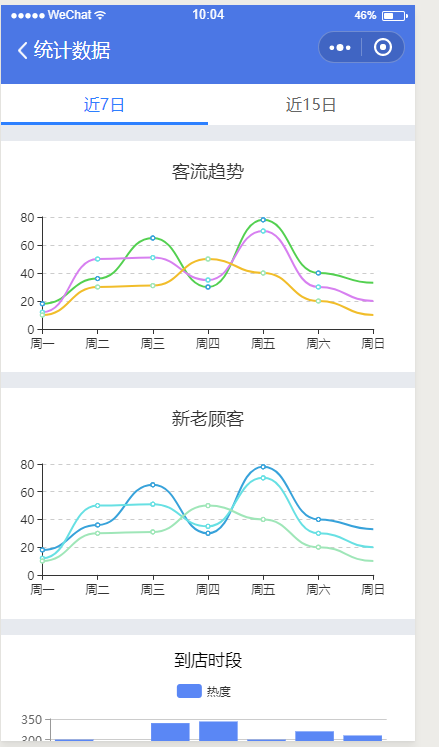 WeChat 10:04 46%
统计数据
近7日 近15日
客流趋势
80
60
40
20
0
周一 周二 周三 周四 周五 周六 周日
新老顾客
80
60
40
20
0
周一 周二 周三 周四 周五 周六 周日
到店时段
热度
350
300